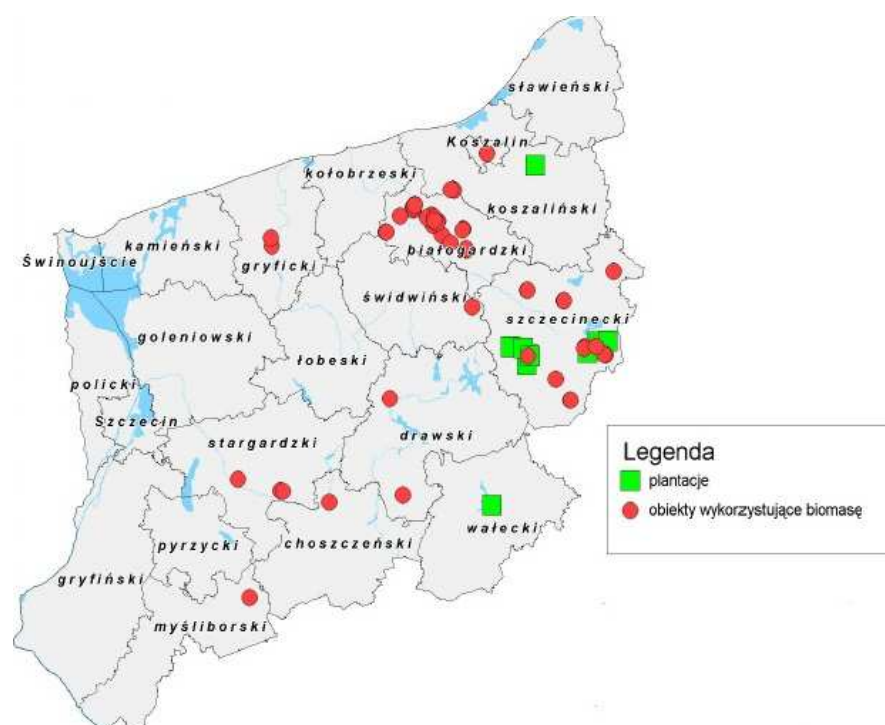 sławieński
Koszalin
kołobrzeski
koszaliński
kamieński
białogardzki
Świnoujście
gryficki
świdwiński
szczecinecki
goleniowski
łobeski
policki
Szczecin
stargardzki
drawski
Legenda
plantacje
obiekty wykorzystujące biomasę
wałecki
pyrzycki
choszczeński
gryfiński
myśliborski